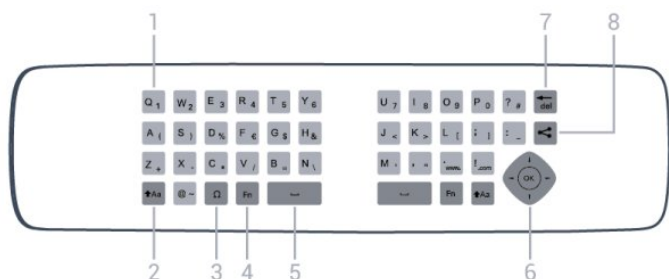 1 7 8
Q 1 W 2 E 3 R 4 T 5 Y 6 U 7 I 8 O 9 P 0 ? # del
A ( S ) D % F € G $ H & J < K > L [ ; ] : _
Z + X - C * V / B N \ M www. ! .com
Aa @ ~ Ω Fn Fn Aa OK
2 3 4 5 6